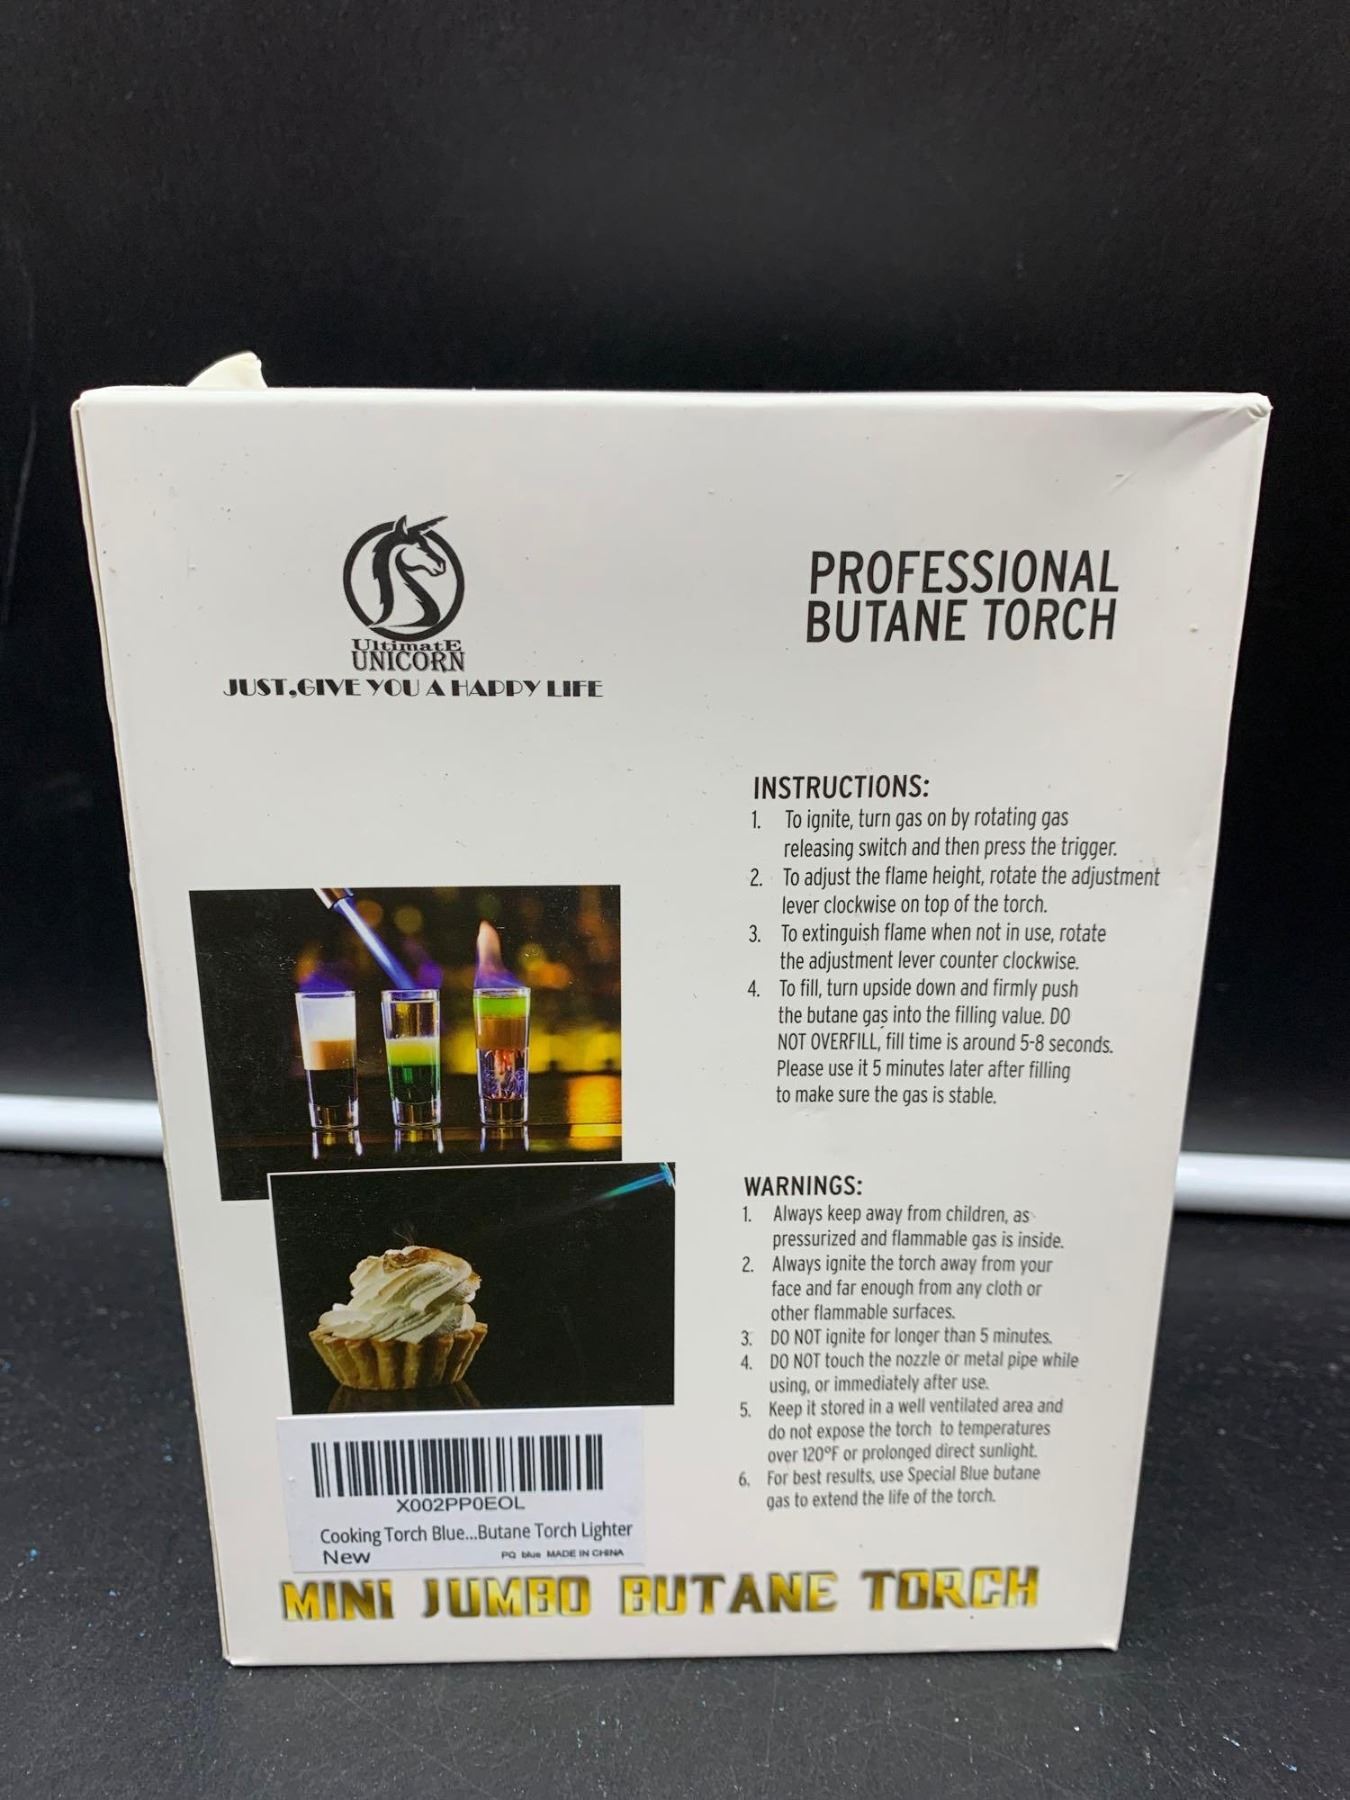 UltimatE
UNICORN
JUST,GIVE YOU A HAPPY LIFE
PROFESSIONAL
BUTANE TORCH
INSTRUCTIONS:
1. To ignite, turn gas on by rotating gas
releasing switch and then press the trigger.
2. To adjust the flame height, rotate the adjustment
lever clockwise on top of the torch.
3. To extinguish flame when not in use, rotate
the adjustment lever counter clockwise.
4. To fill, turn upside down and firmly push
the butane gas into the filling value. DO
NOT OVERFILL, fill time is around 5-8 seconds.
Please use it 5 minutes later after filling
to make sure the gas is stable.
WARNINGS:
1. Always keep away from children, as
pressurized and flammable gas is inside.
2. Always ignite the torch away from your
face and far enough from any cloth or
other flammable surfaces.
3. DO NOT ignite for longer than 5 minutes.
4. DO NOT touch the nozzle or metal pipe while
using, or immediately after use.
5. Keep it stored in a well ventilated area and
do not expose the torch to temperatures
over 120°F or prolonged direct sunlight.
6. For best results, use Special Blue butane
gas to extend the life of the torch.
X002PP0EOL
Cooking Torch Blue...Butane Torch Lighter
New
PQ blue MADE IN CHINA
MINI JUMBO BUTANE TORCH